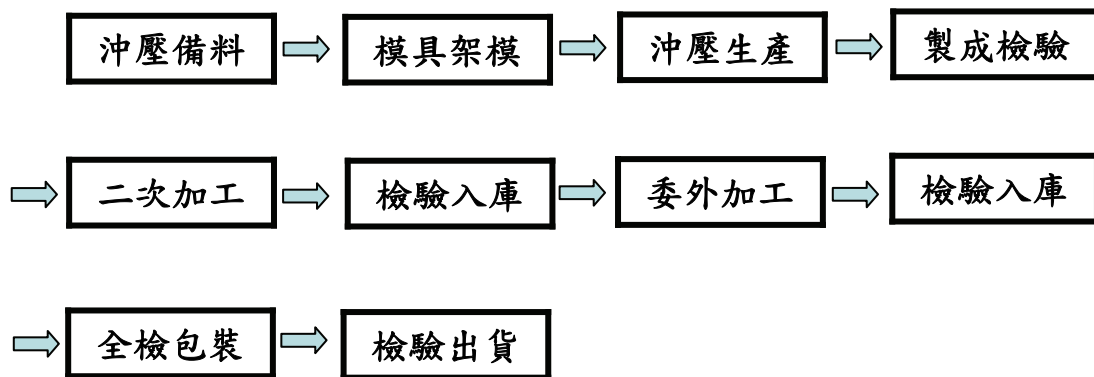 沖壓備料 模具架模 沖壓生產 製成檢驗
二次加工 檢驗入庫 委外加工 檢驗入庫
全檢包裝 檢驗出貨